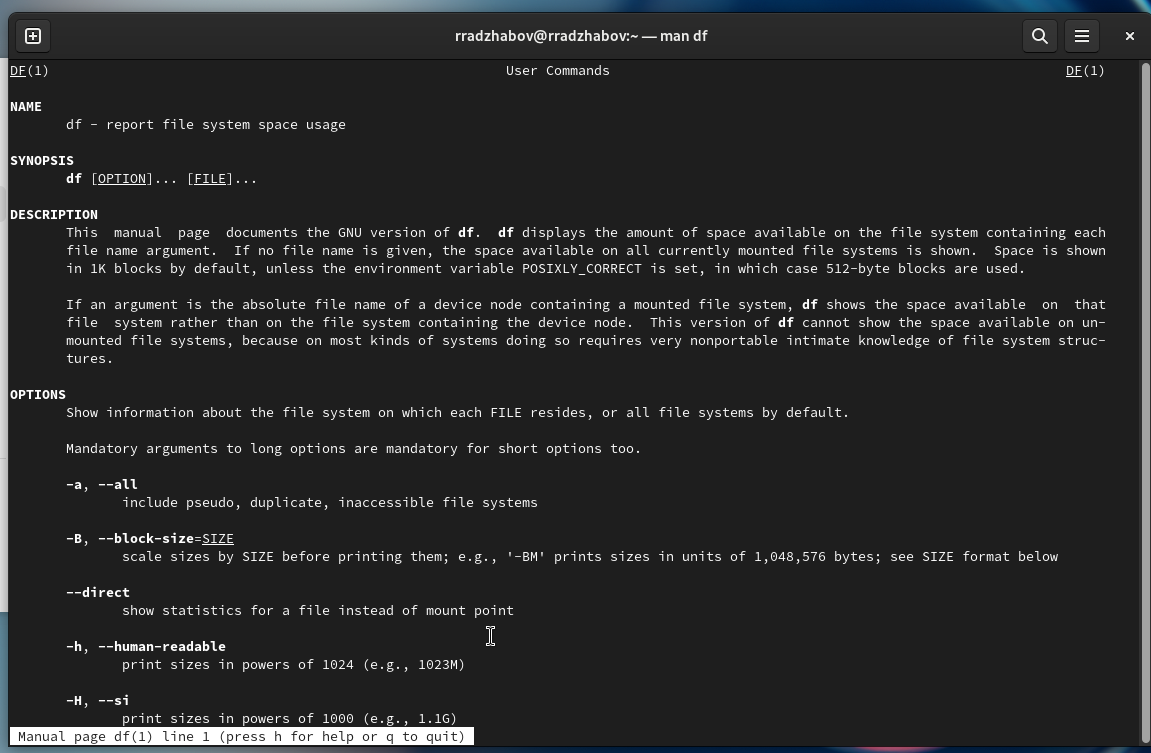 rradzhabov@rradzhabov:~ — man df
DF(1) User Commands DF(1)
NAME
df - report file system space usage
SYNOPSIS
df [OPTION]... [FILE]...
DESCRIPTION
This manual page documents the GNU version of df. df displays the amount of space available on the file system containing each
file name argument. If no file name is given, the space available on all currently mounted file systems is shown. Space is shown
in 1K blocks by default, unless the environment variable POSIXLY_CORRECT is set, in which case 512-byte blocks are used.
If an argument is the absolute file name of a device node containing a mounted file system, df shows the space available on that
file system rather than on the file system containing the device node. This version of df cannot show the space available on un-
mounted file systems, because on most kinds of systems doing so requires very nonportable intimate knowledge of file system struc-
tures.
OPTIONS
Show information about the file system on which each FILE resides, or all file systems by default.
Mandatory arguments to long options are mandatory for short options too.
-a, --all
include pseudo, duplicate, inaccessible file systems
-B, --block-size=SIZE
scale sizes by SIZE before printing them; e.g., '-BM' prints sizes in units of 1,048,576 bytes; see SIZE format below
--direct
show statistics for a file instead of mount point
-h, --human-readable
print sizes in powers of 1024 (e.g., 1023M)
-H, --si
print sizes in powers of 1000 (e.g., 1.1G)
Manual page df(1) line 1 (press h for help or q to quit)